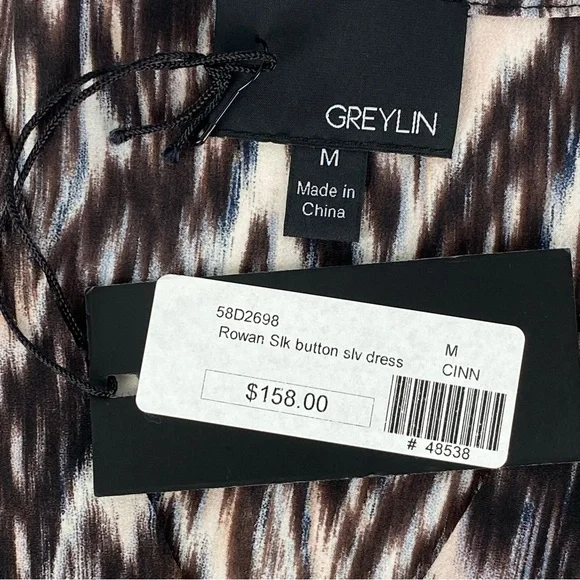 GREYLIN
M
Made in
China
58D2698
Rowan Slk button slv dress
M
CINN
$158.00
# 48538